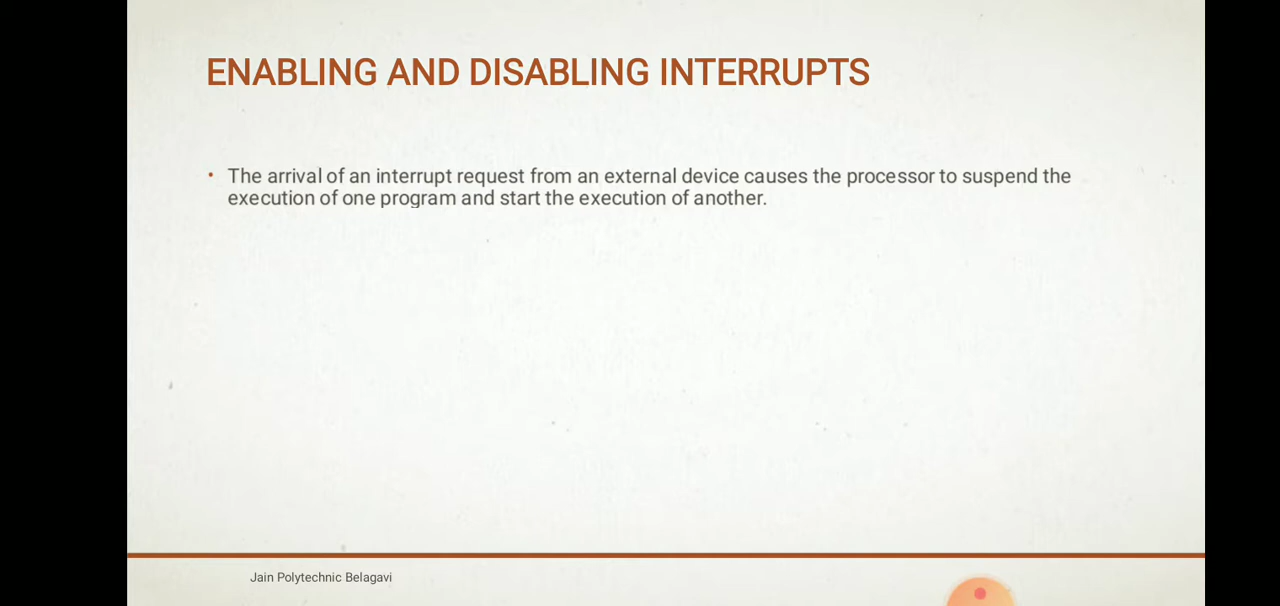 ENABLING AND DISABLING INTERRUPTS
• The arrival of an interrupt request from an external device causes the processor to suspend the
execution of one program and start the execution of another.
Jain Polytechnic Belagavi